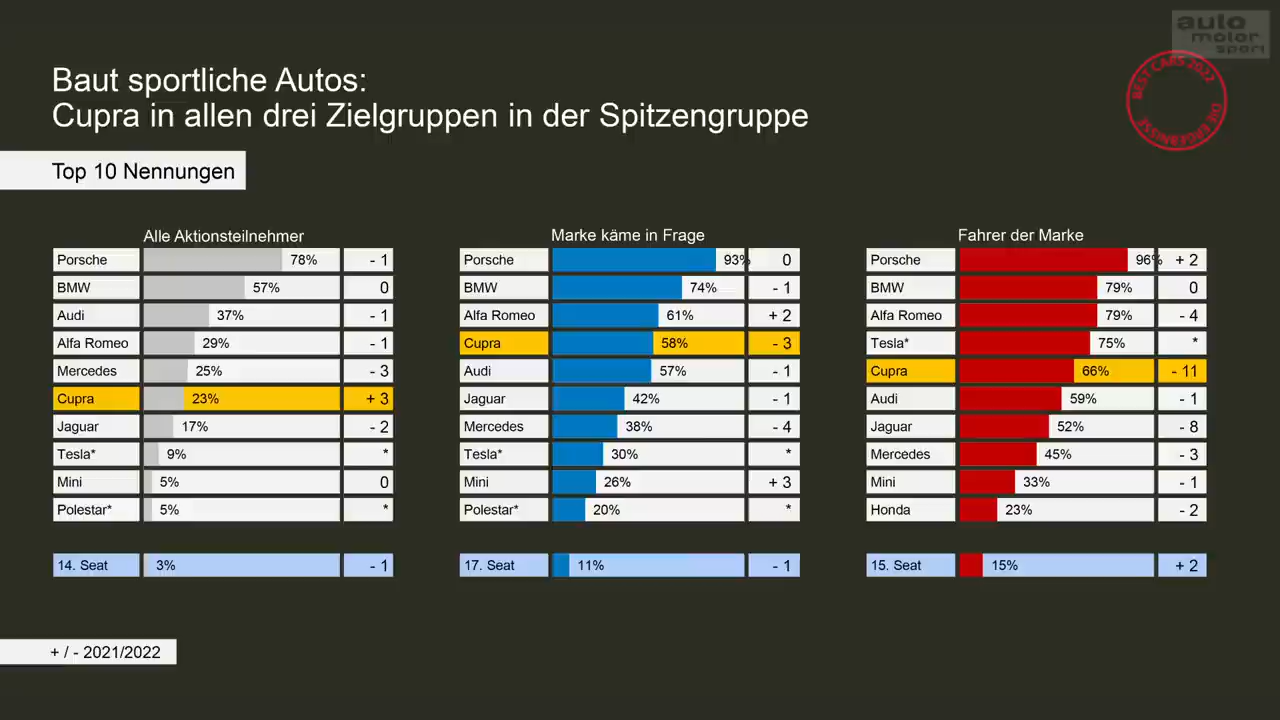 auto
motor
sport
BEST CARS 2022
DIE ERGEBNISSE
Baut sportliche Autos:
Cupra in allen drei Zielgruppen in der Spitzengruppe
Top 10 Nennungen
Alle Aktionsteilnehmer
Porsche 78% - 1
BMW 57% 0
Audi 37% - 1
Alfa Romeo 29% - 1
Mercedes 25% - 3
Cupra 23% + 3
Jaguar 17% - 2
Tesla* 9% *
Mini 5% 0
Polestar* 5% *
14. Seat 3% - 1
Marke käme in Frage
Porsche 93% 0
BMW 74% - 1
Alfa Romeo 61% + 2
Cupra 58% - 3
Audi 57% - 1
Jaguar 42% - 1
Mercedes 38% - 4
Tesla* 30% *
Mini 26% + 3
Polestar* 20% *
17. Seat 11% - 1
Fahrer der Marke
Porsche 96% + 2
BMW 79% 0
Alfa Romeo 79% - 4
Tesla* 75% *
Cupra 66% - 11
Audi 59% - 1
Jaguar 52% - 8
Mercedes 45% - 3
Mini 33% - 1
Honda 23% - 2
15. Seat 15% + 2
+ / - 2021/2022